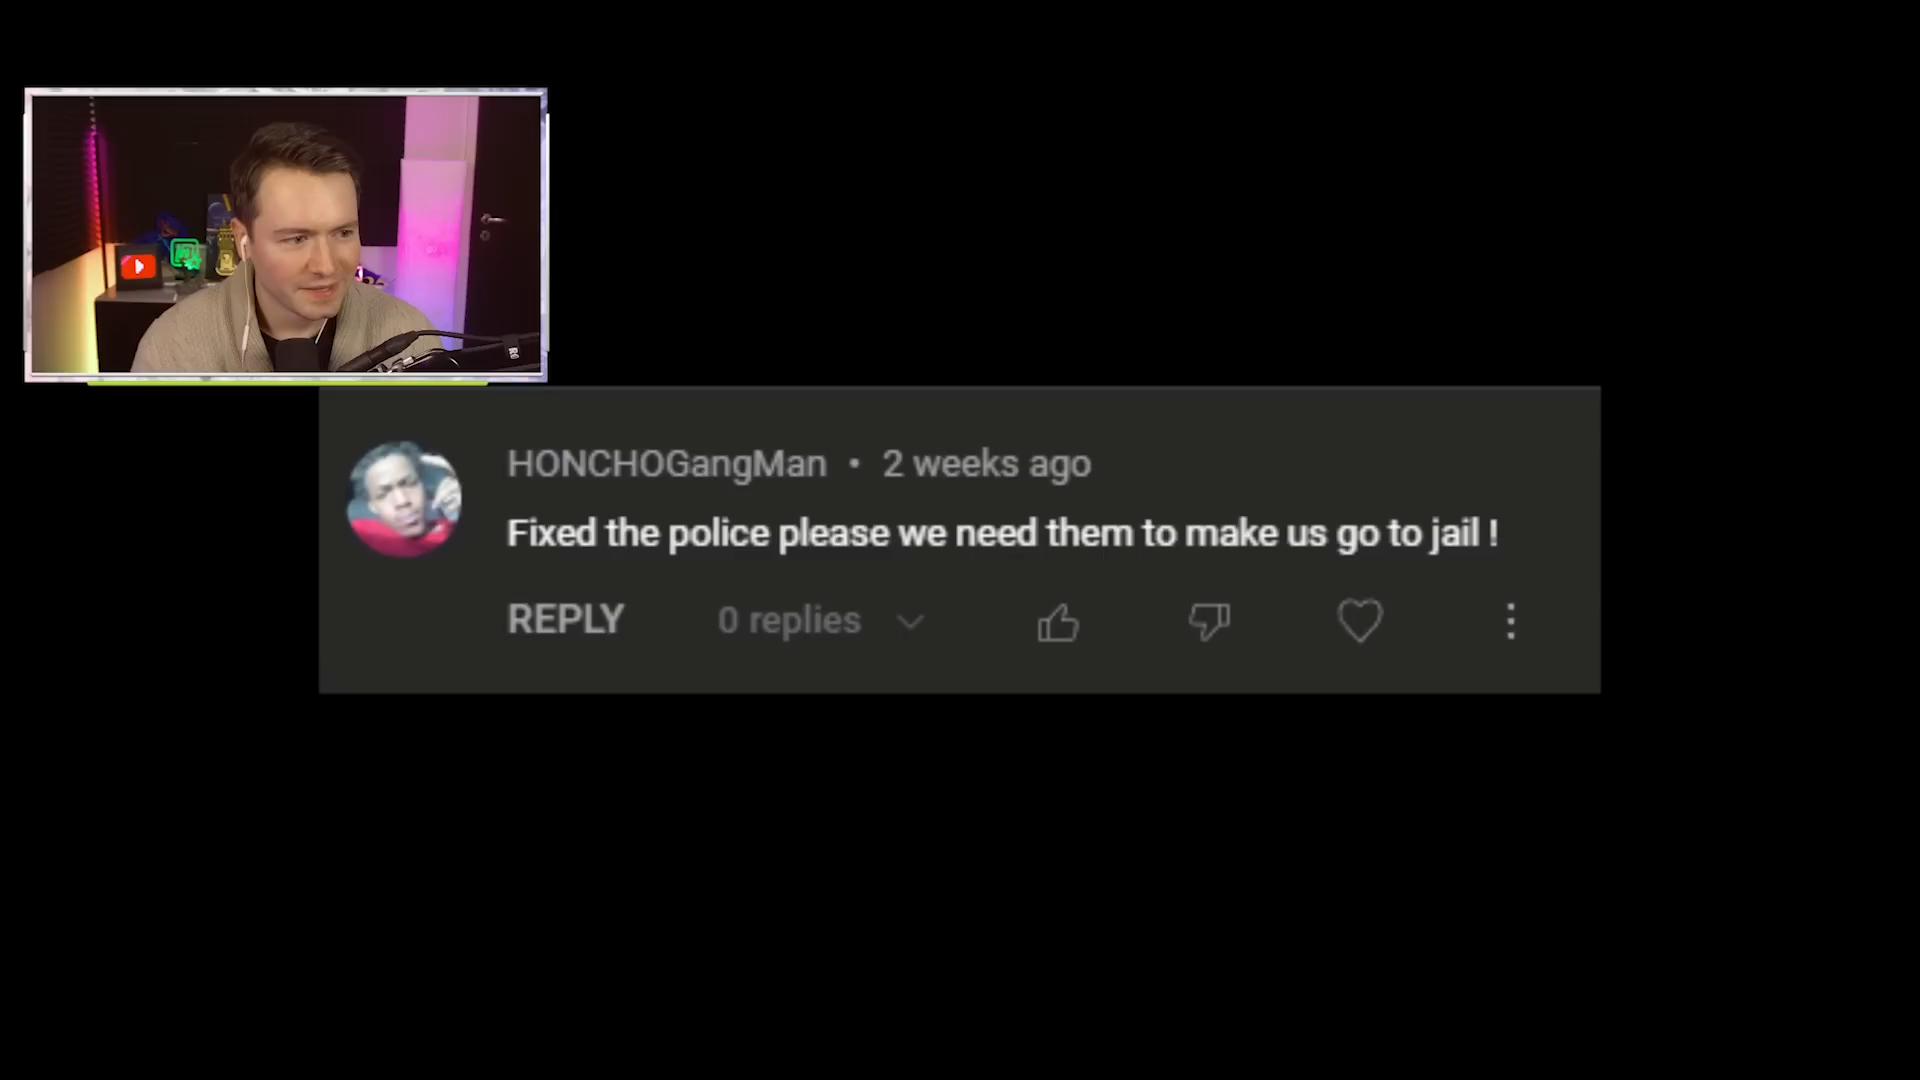 HONCHOGangMan • 2 weeks ago
Fixed the police please we need them to make us go to jail !
REPLY 0 replies